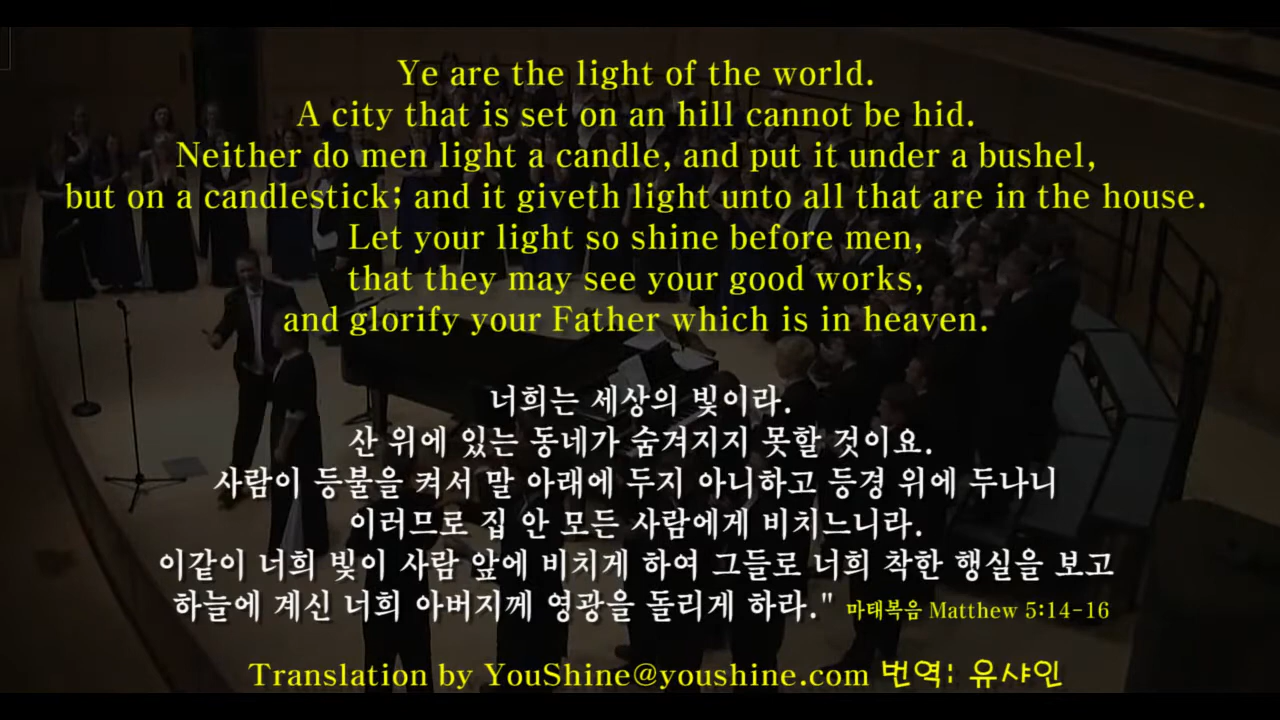 Ye are the light of the world.
A city that is set on an hill cannot be hid.
Neither do men light a candle, and put it under a bushel,
but on a candlestick; and it giveth light unto all that are in the house.
Let your light so shine before men,
that they may see your good works,
and glorify your Father which is in heaven.
너희는 세상의 빛이라.
산 위에 있는 동네가 숨겨지지 못할 것이요.
사람이 등불을 켜서 말 아래에 두지 아니하고 등경 위에 두나니
이러므로 집 안 모든 사람에게 비치느니라.
이같이 너희 빛이 사람 앞에 비치게 하여 그들로 너희 착한 행실을 보고
하늘에 계신 너희 아버지께 영광을 돌리게 하라." 마태복음 Matthew 5:14-16
Translation by YouShine@youshine.com 번역: 유샤인